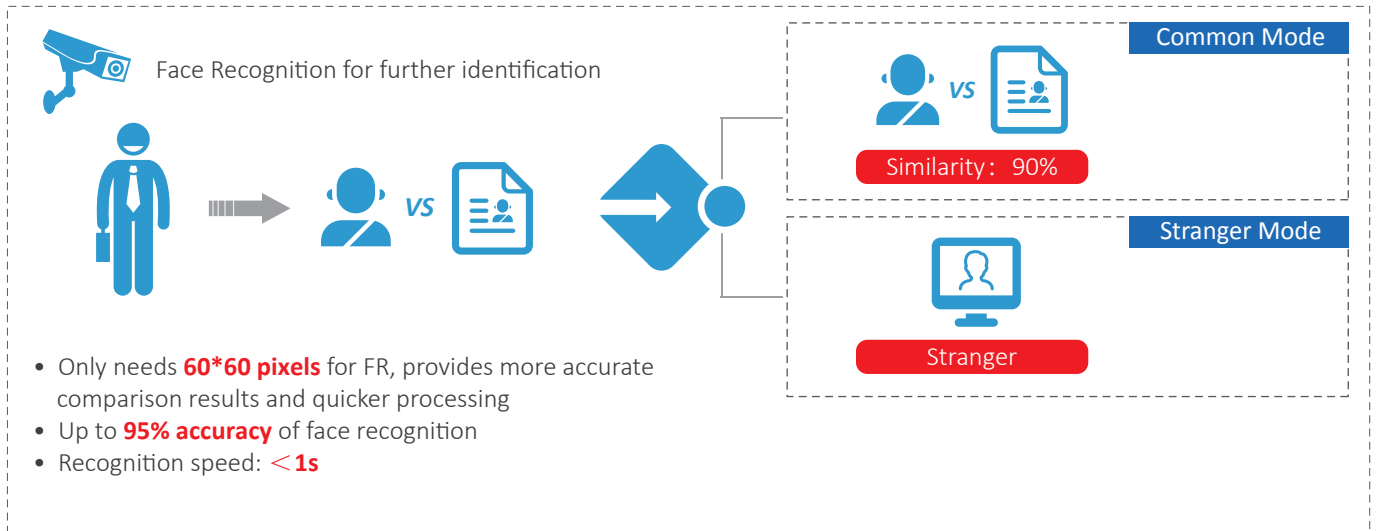 Face Recognition for further identification
VS
VS
Common Mode
Similarity： 90%
Stranger Mode
Stranger
• Only needs 60*60 pixels for FR, provides more accurate
comparison results and quicker processing
• Up to 95% accuracy of face recognition
• Recognition speed: ＜1s